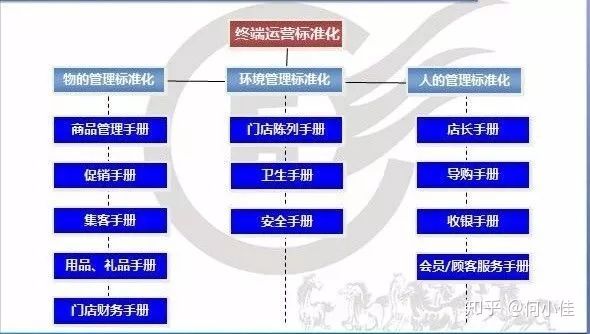 终端运营标准化
物的管理标准化
环境管理标准化
人的管理标准化
商品管理手册
门店陈列手册
店长手册
促销手册
卫生手册
导购手册
集客手册
安全手册
收银手册
用品、礼品手册
会员/顾客服务手册
门店财务手册
知乎 @何小佳